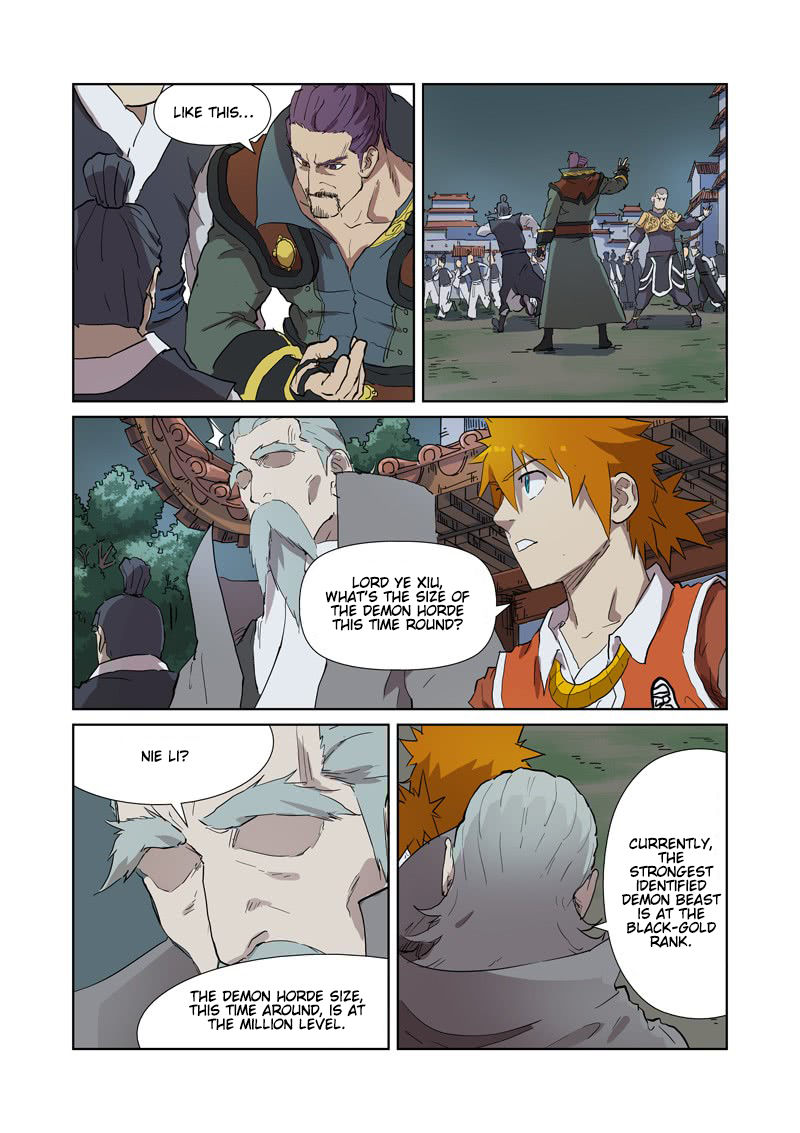 LIKE THIS...
LORD YE XIU,
WHAT'S THE SIZE OF
THE DEMON HORDE
THIS TIME ROUND?
NIE LI?
THE DEMON HORDE SIZE,
THIS TIME AROUND, IS AT
THE MILLION LEVEL.
CURRENTLY,
THE
STRONGEST
IDENTIFIED
DEMON BEAST
IS AT THE
BLACK-GOLD
RANK.